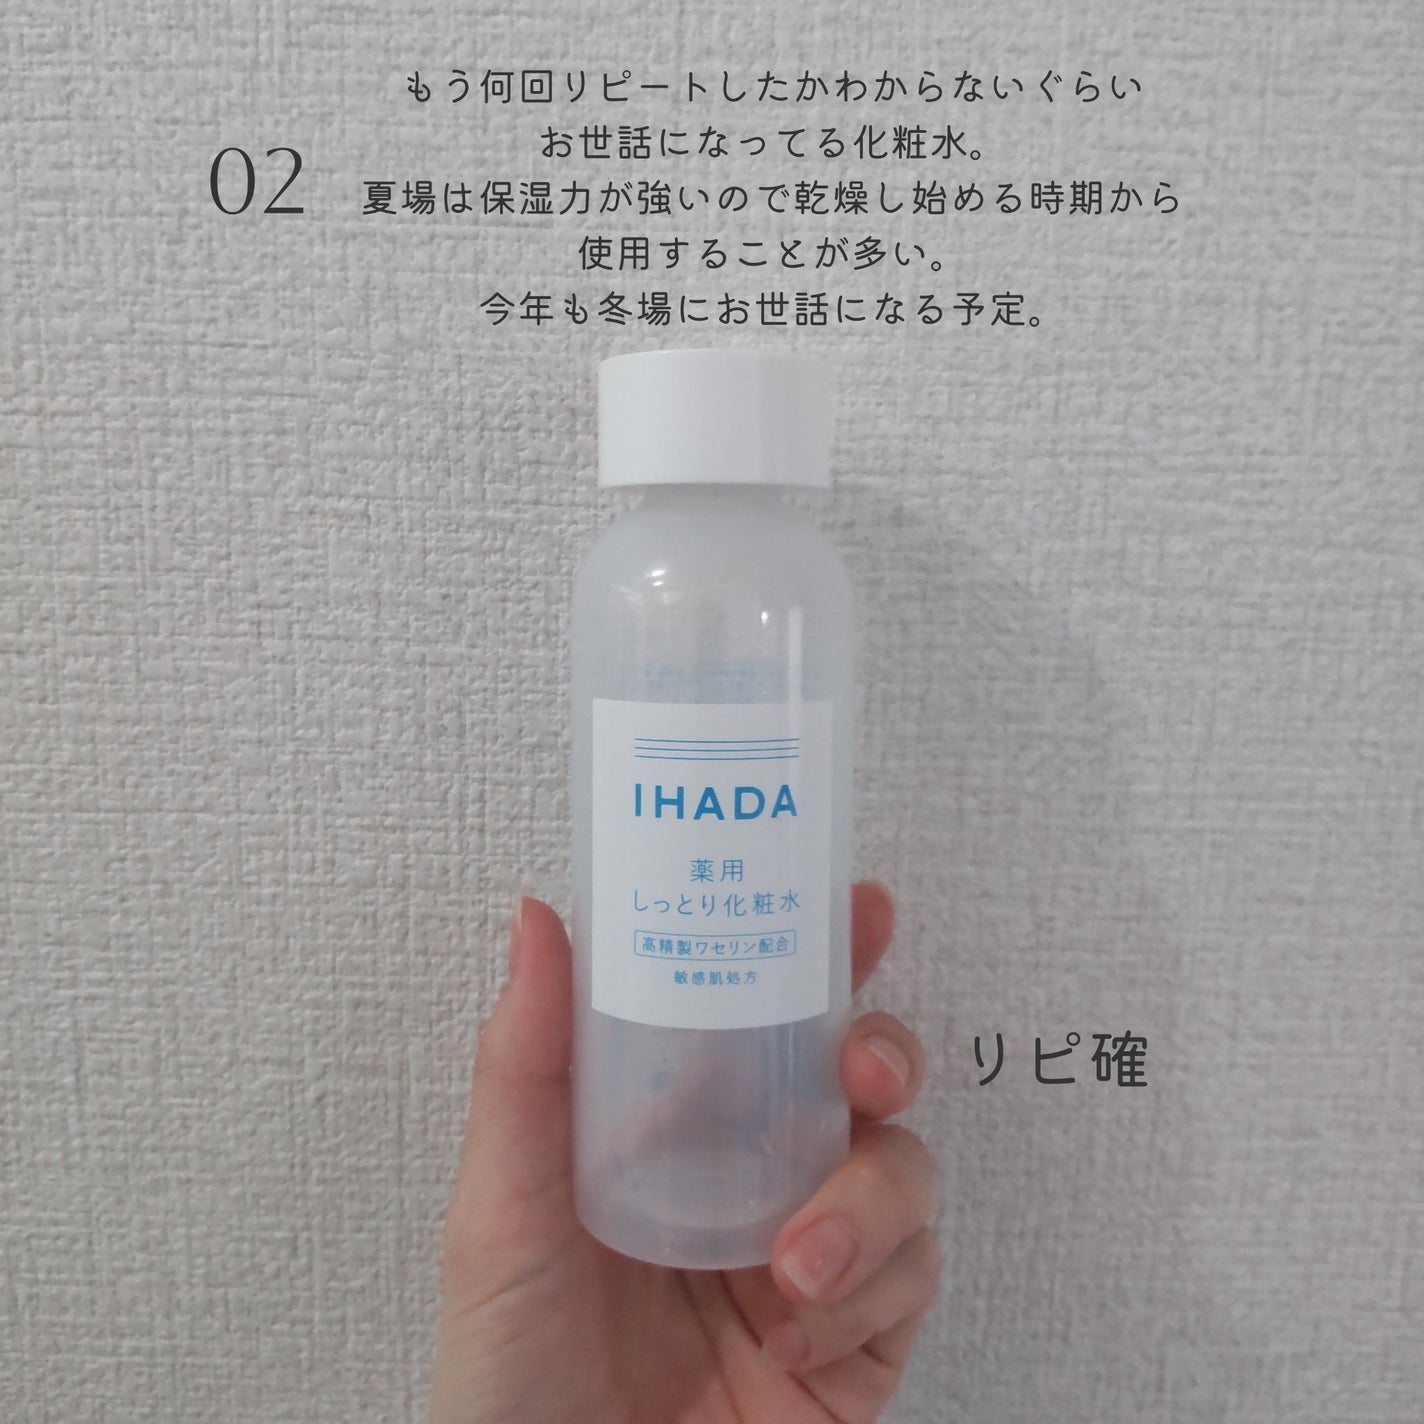 02
もう何回リピートしたかわからないぐらい
お世話になってる化粧水。
夏場は保湿力が強いので乾燥し始める時期から
使用することが多い。
今年も冬場にお世話になる予定。
IHADA
薬用
しっとり化粧水
高精製ワセリン配合
敏感肌処方
リピ確